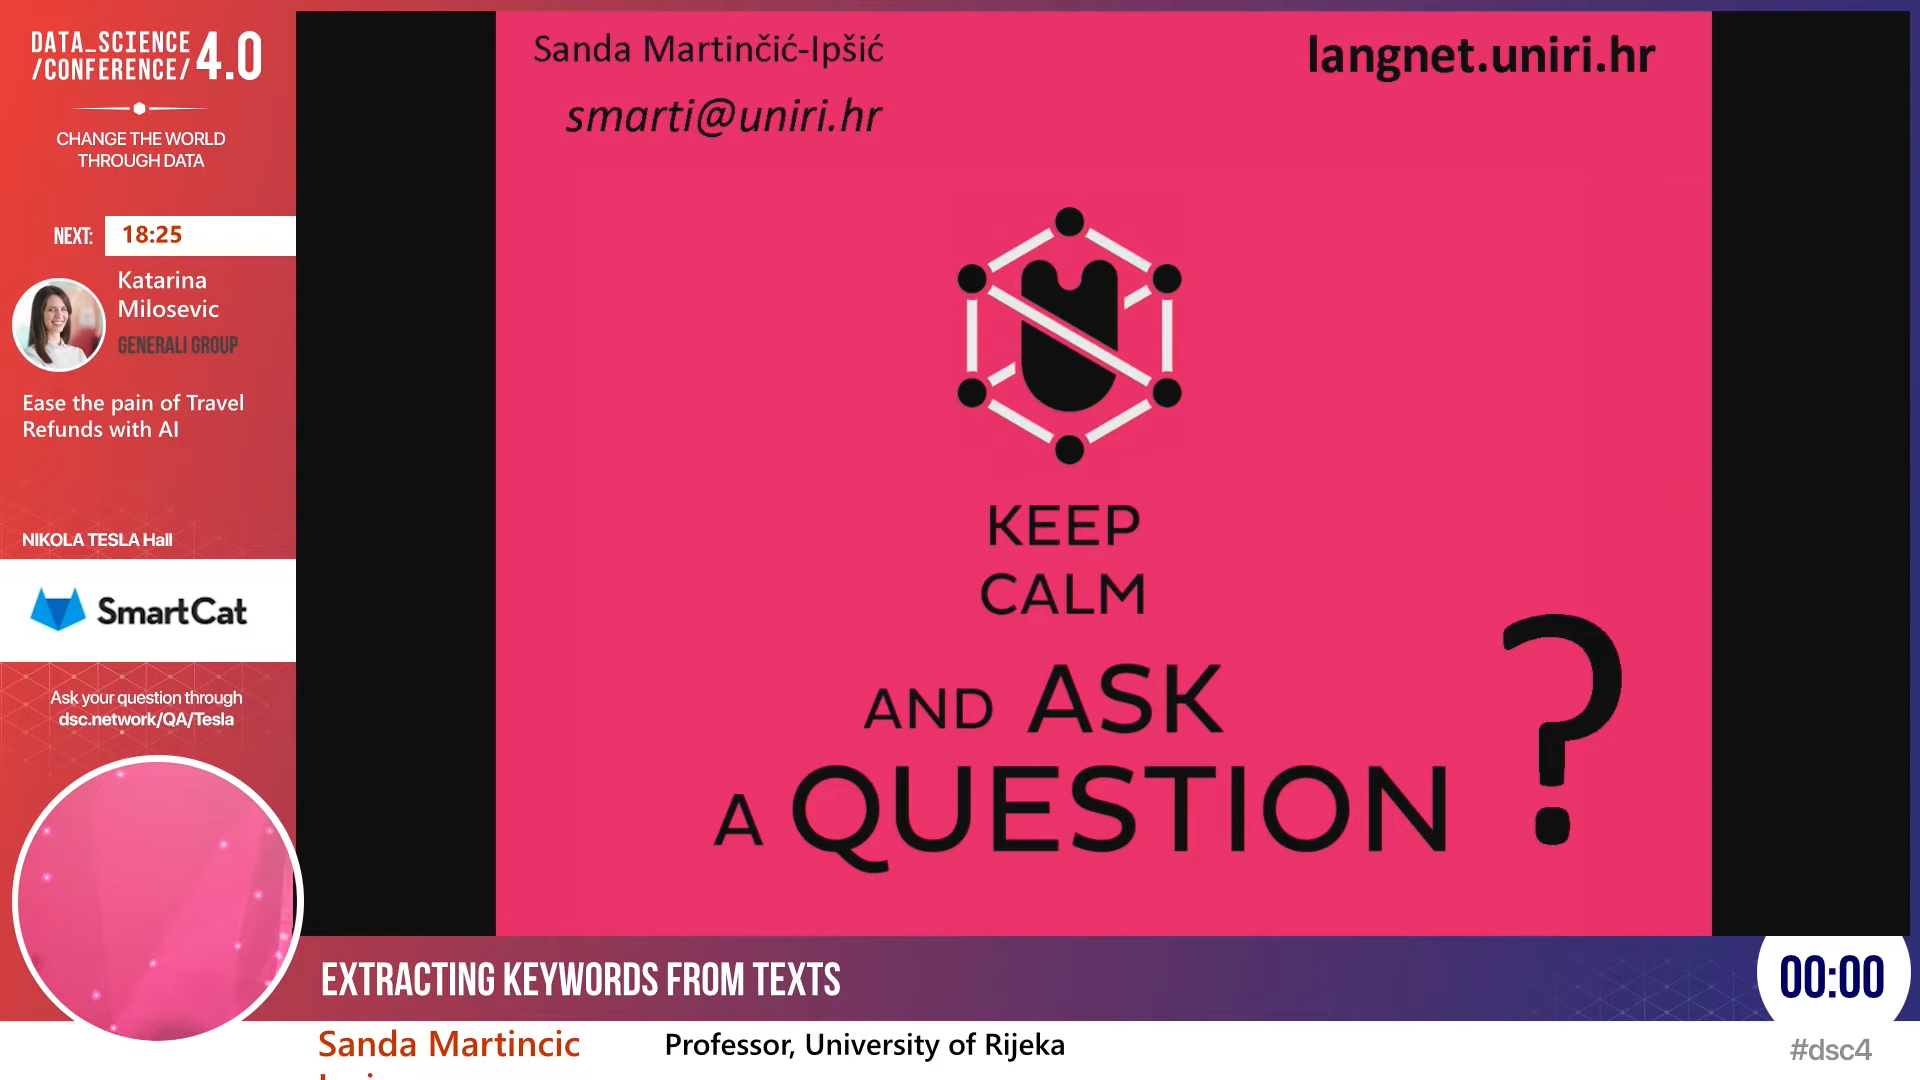 DATA_SCIENCE
/CONFERENCE/ 4.0
CHANGE THE WORLD
THROUGH DATA
NEXT: 18:25
Katarina
Milosevic
GENERALI GROUP
Ease the pain of Travel
Refunds with AI
NIKOLA TESLA Hall
SmartCat
Ask your question through
dsc.network/QA/Tesla
Sanda Martinčić-Ipšić
smarti@uniri.hr
langnet.uniri.hr
KEEP
CALM
AND ASK
A QUESTION ?
EXTRACTING KEYWORDS FROM TEXTS
00:00
Sanda Martincic
Professor, University of Rijeka
#dsc4